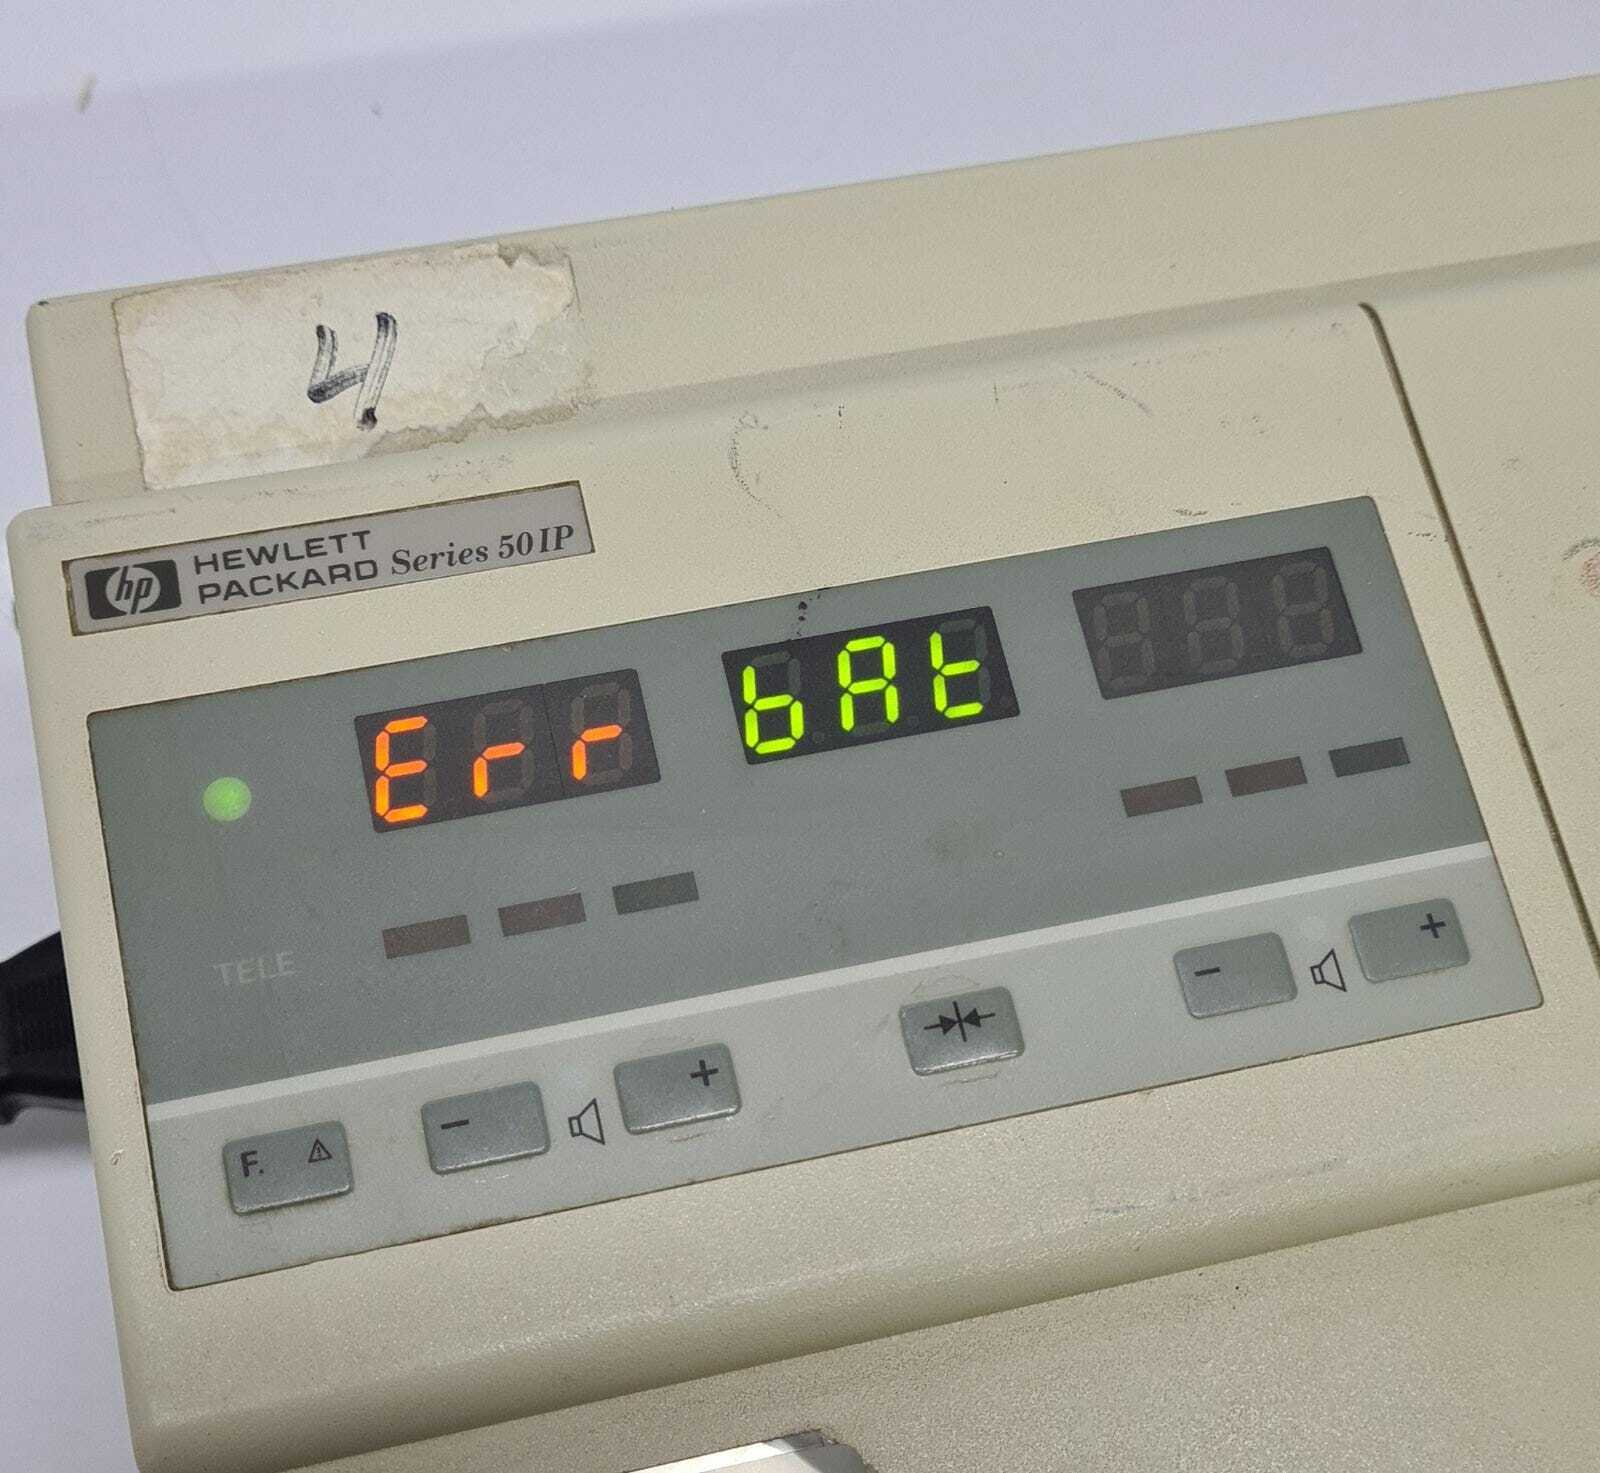 4
hp HEWLETT
PACKARD Series 50 IP
Err bAt
TELE
- + - +
F.